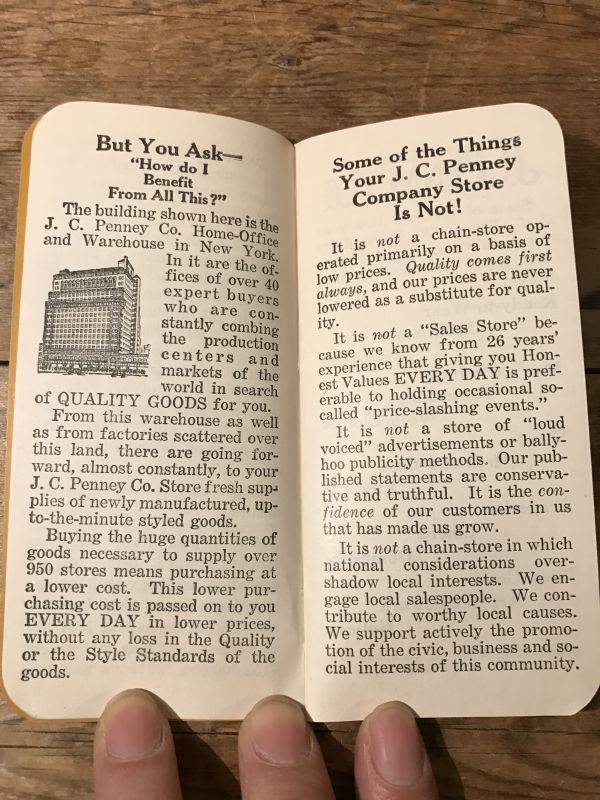 But You Ask—
"How do I
Benefit
From All This?"
The building shown here is the
J. C. Penney Co. Home-Office
and Warehouse in New York.
In it are the of-
fices of over 40
expert buyers
who are con-
stantly combing
the production
centers and
markets of the
world in search
of QUALITY GOODS for you.
From this warehouse as well
as from factories scattered over
this land, there are going for-
ward, almost constantly, to your
J. C. Penney Co. Store fresh sup-
plies of newly manufactured, up-
to-the-minute styled goods.
Buying the huge quantities of
goods necessary to supply over
950 stores means purchasing at
a lower cost. This lower pur-
chasing cost is passed on to you
EVERY DAY in lower prices,
without any loss in the Quality
or the Style Standards of the
goods.
Some of the Things
Your J. C. Penney
Company Store
Is Not!
It is not a chain-store op-
erated primarily on a basis of
low prices. Quality comes first
always, and our prices are never
lowered as a substitute for qual-
ity.
It is not a "Sales Store" be-
cause we know from 26 years'
experience that giving you Hon-
est Values EVERY DAY is pref-
erable to holding occasional so-
called "price-slashing events."
It is not a store of "loud
voiced" advertisements or bally-
hoo publicity methods. Our pub-
lished statements are conserva-
tive and truthful. It is the con-
fidence of our customers in us
that has made us grow.
It is not a chain-store in which
national considerations over-
shadow local interests. We en-
gage local salespeople. We con-
tribute to worthy local causes.
We support actively the promo-
tion of the civic, business and so-
cial interests of this community.